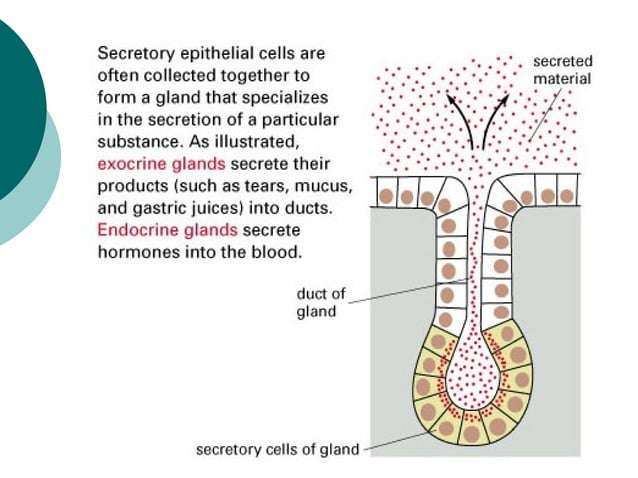 Secretory epithelial cells are
often collected together to
form a gland that specializes
in the secretion of a particular
substance. As illustrated,
exocrine glands secrete their
products (such as tears, mucus,
and gastric juices) into ducts.
Endocrine glands secrete
hormones into the blood.
secreted
material
duct of
gland
secretory cells of gland